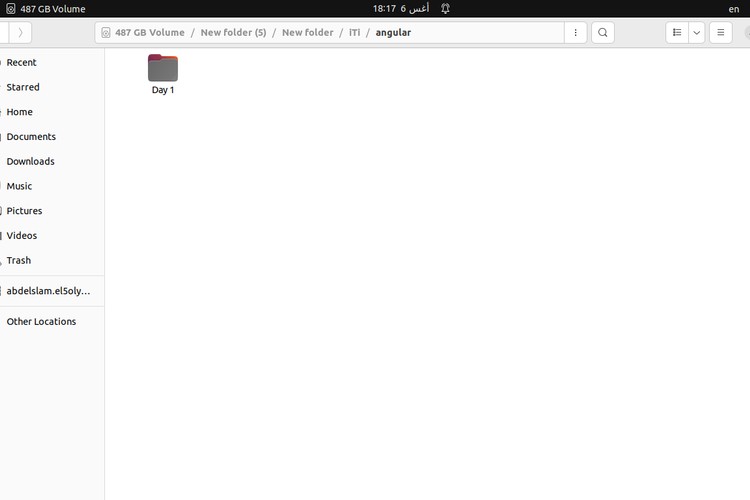 487 GB Volume
18:17 6 أغس
en
487 GB Volume / New folder (5) / New folder / iTi / angular
Recent
Starred
Home
Documents
Downloads
Music
Pictures
Videos
Trash
abdelslam.el5oly...
Other Locations
Day 1